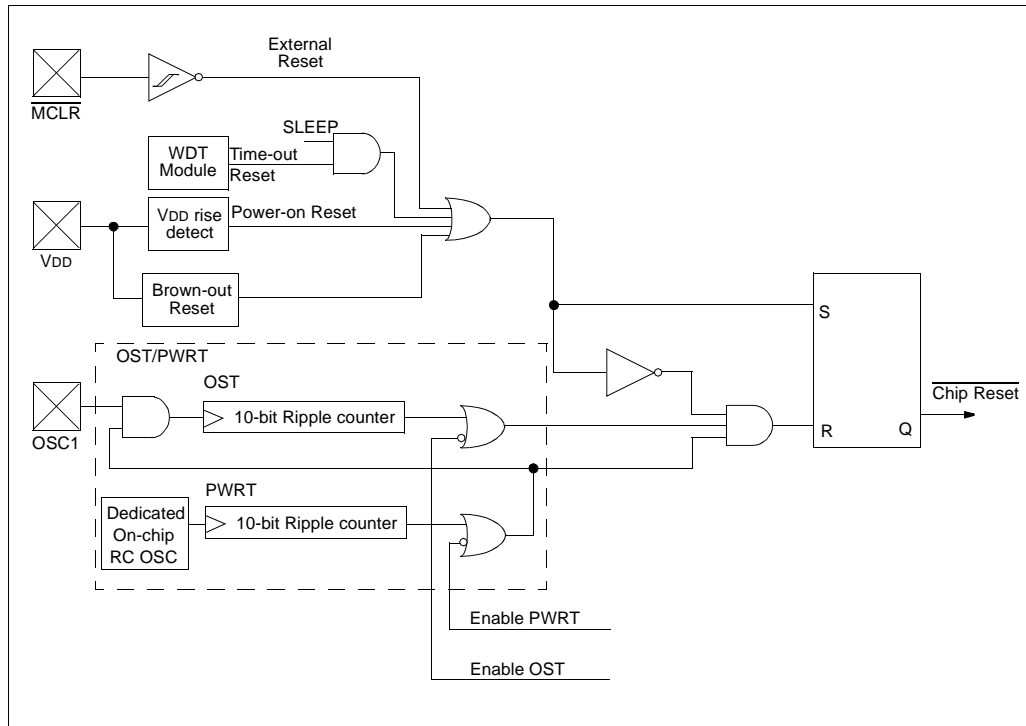 External
Reset
MCLR
SLEEP
WDT
Module
Time-out
Reset
VDD rise
detect
Power-on Reset
VDD
Brown-out
Reset
S
OST/PWRT
OST
Chip Reset
10-bit Ripple counter
OSC1
R
Q
PWRT
Dedicated
On-chip
RC OSC
10-bit Ripple counter
Enable PWRT
Enable OST